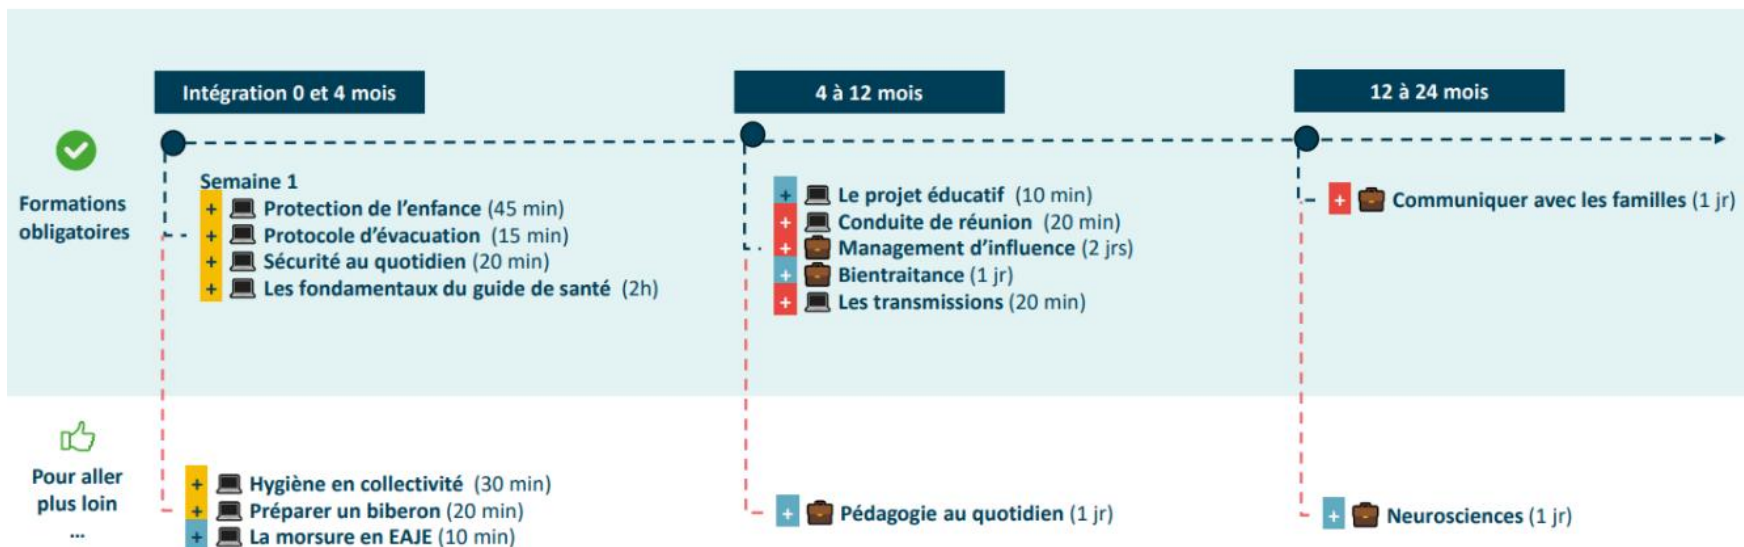 Intégration 0 et 4 mois
4 à 12 mois
12 à 24 mois
Formations
obligatoires
Semaine 1
+ Protection de l'enfance (45 min)
+ Protocole d'évacuation (15 min)
+ Sécurité au quotidien (20 min)
+ Les fondamentaux du guide de santé (2h)
+ Le projet éducatif (10 min)
+ Conduite de réunion (20 min)
+ Management d'influence (2 jrs)
+ Bientraitance (1 jr)
+ Les transmissions (20 min)
+ Communiquer avec les familles (1 jr)
Pour aller
plus loin
...
+ Hygiène en collectivité (30 min)
+ Préparer un biberon (20 min)
+ La morsure en EAJE (10 min)
+ Pédagogie au quotidien (1 jr)
+ Neurosciences (1 jr)